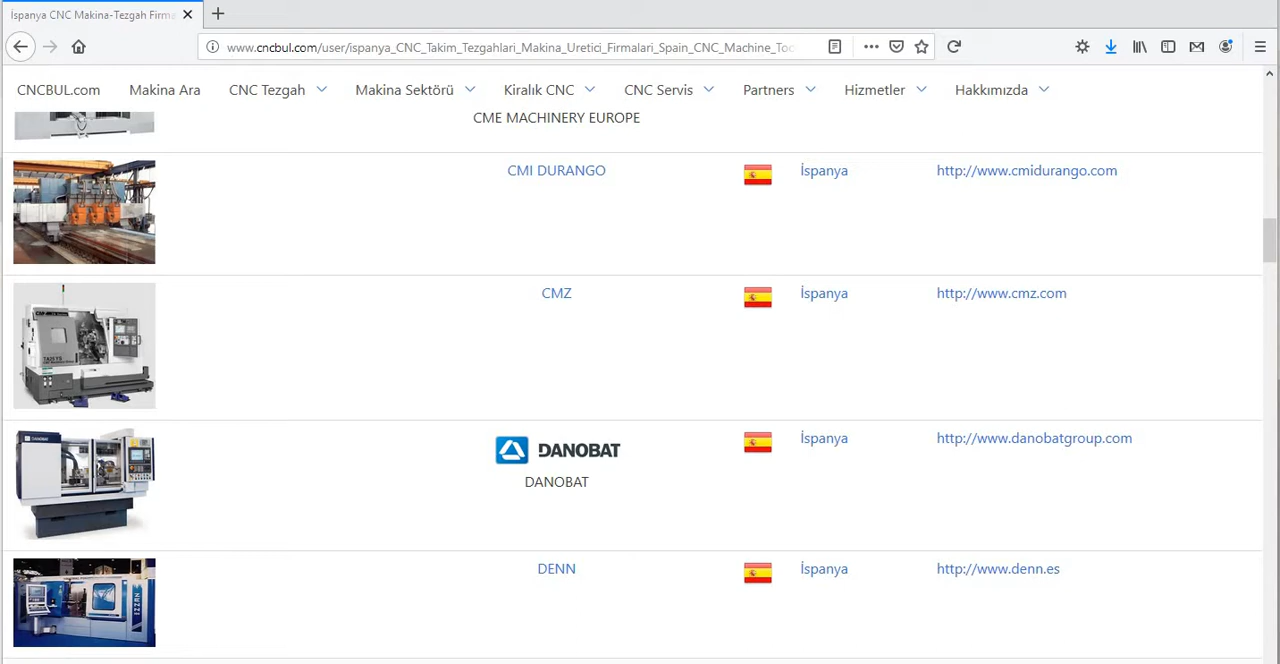 İspanya CNC Makina-Tezgah Firma
www.cncbul.com/user/ispanya_CNC_Takim_Tezgahlari_Makina_Uretici_Firmalari_Spain_CNC_Machine_Toc
CNCBUL.com Makina Ara CNC Tezgah Makina Sektörü Kiralık CNC CNC Servis Partners Hizmetler Hakkımızda
CME MACHINERY EUROPE
CMI DURANGO İspanya http://www.cmidurango.com
CMZ İspanya http://www.cmz.com
DANOBAT
İspanya http://www.danobatgroup.com
DANOBAT
DENN İspanya http://www.denn.es